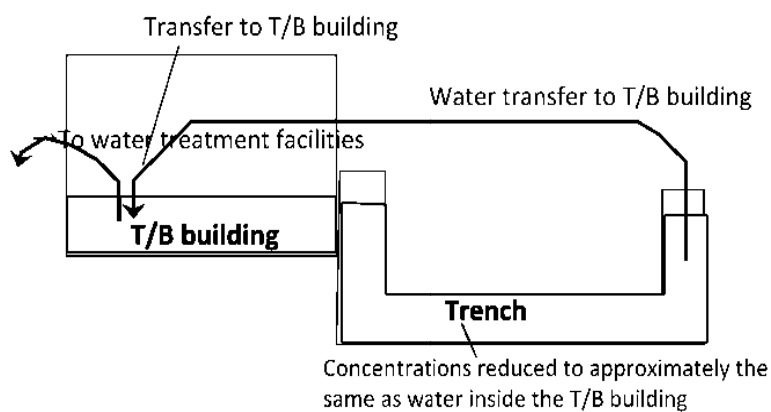 Transfer to T/B building
Water transfer to T/B building
To water treatment facilities
T/B building
Trench
Concentrations reduced to approximately the
same as water inside the T/B building